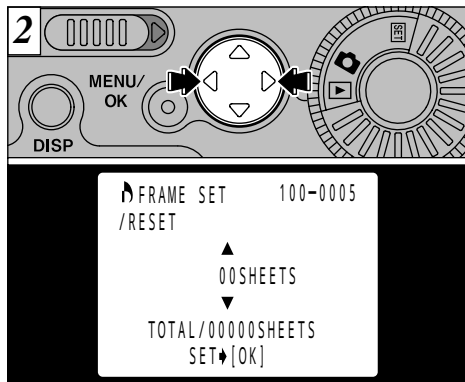 2
MENU/
OK
SET
DISP
FRAME SET 100-0005
/RESET
▲
00SHEETS
▼
TOTAL/00000SHEETS
SET➧[OK]